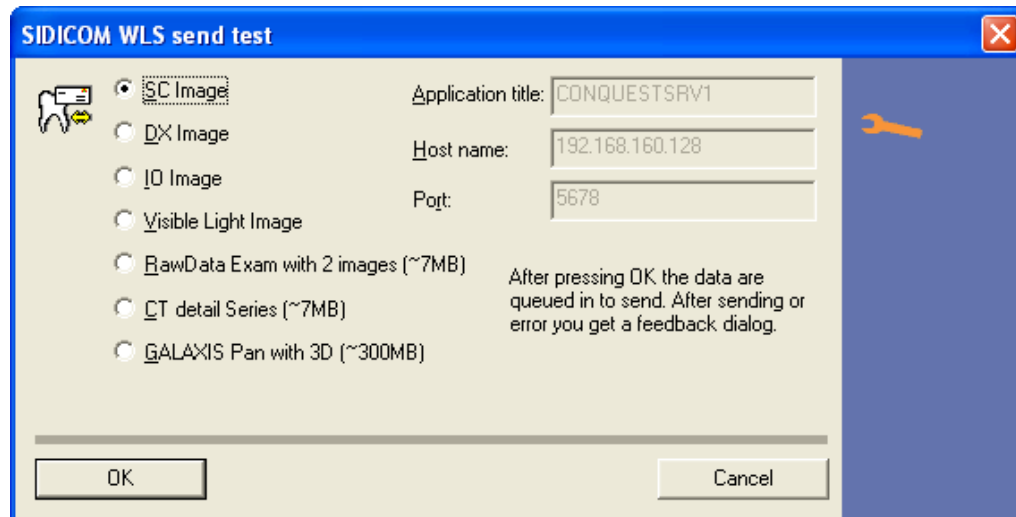 SIDICOM WLS send test
SC Image
DX Image
IO Image
Visible Light Image
RawData Exam with 2 images (~7MB)
CT detail Series (~7MB)
GALAXIS Pan with 3D (~300MB)
Application title: CONQUESTSRV1
Host name: 192.168.160.128
Port: 5678
After pressing OK the data are
queued in to send. After sending or
error you get a feedback dialog.
OK
Cancel